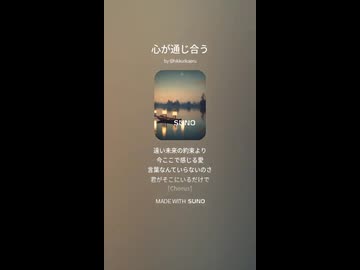 心が通じ合う
SUNO
遠い未来の約束より
今ここで感じる愛
言葉なんていらないのさ
君がそこにいるだけで
[Chorus]
MADE WITH SUNO